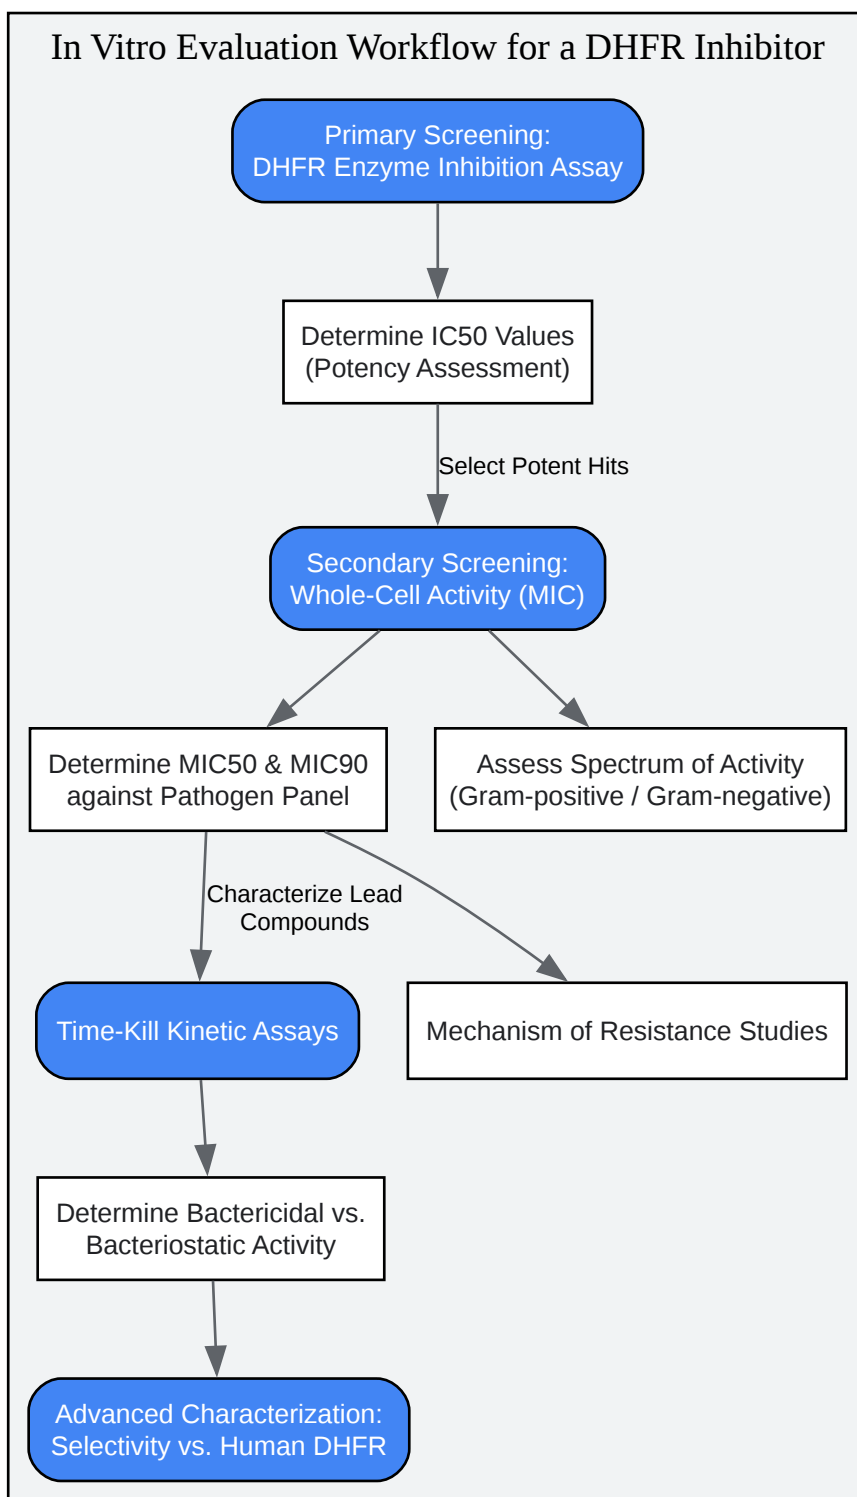 In Vitro Evaluation Workflow for a DHFR Inhibitor
Primary Screening:
DHFR Enzyme Inhibition Assay
Determine IC50 Values
(Potency Assessment)
Select Potent Hits
Secondary Screening:
Whole-Cell Activity (MIC)
Determine MIC50 & MIC90
against Pathogen Panel
Assess Spectrum of Activity
(Gram-positive / Gram-negative)
Characterize Lead
Compounds
Time-Kill Kinetic Assays
Mechanism of Resistance Studies
Determine Bactericidal vs.
Bacteriostatic Activity
Advanced Characterization:
Selectivity vs. Human DHFR